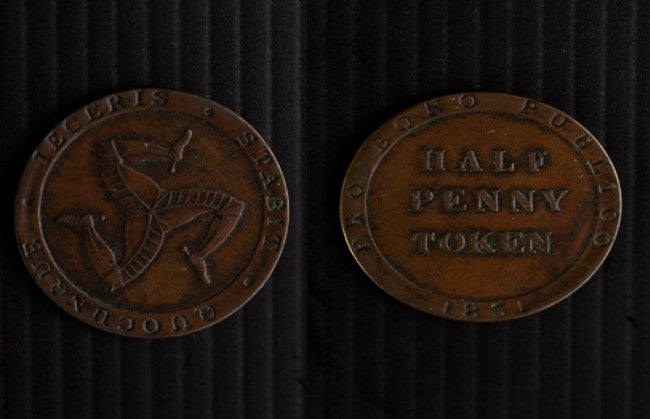 QUOCUNQUE · IECERIS · STABIT ·
PRO BONO PUBLICO
HALF
PENNY
TOKEN
1831